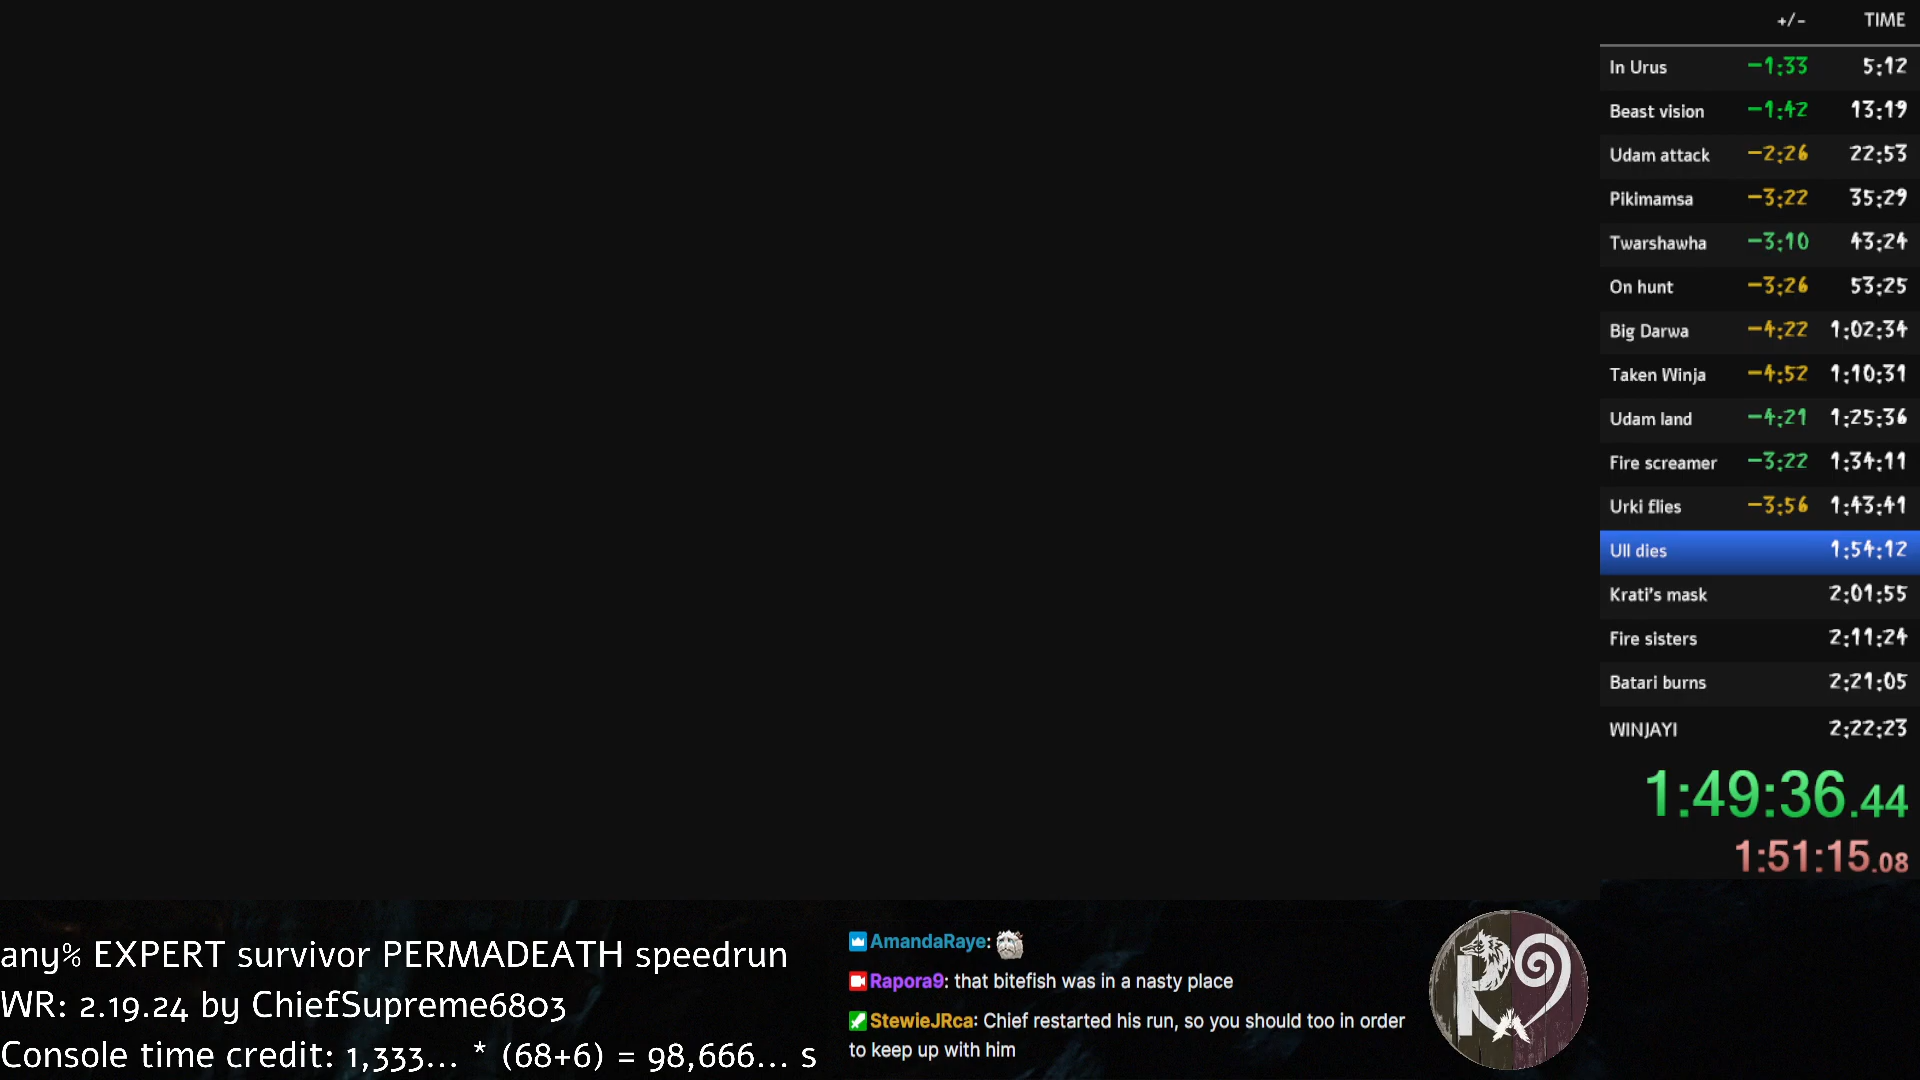 +/- TIME
In Urus −1:33 5:12
Beast vision −1:42 13:19
Udam attack −2:26 22:53
Pikimamsa −3:22 35:29
Twarshawha −3:10 43:24
On hunt −3:26 53:25
Big Darwa −4:22 1:02:34
Taken Winja −4:52 1:10:31
Udam land −4:21 1:25:36
Fire screamer −3:22 1:34:11
Urki flies −3:56 1:43:41
Ull dies 1:54:12
Krati's mask 2:01:55
Fire sisters 2:11:24
Batari burns 2:21:05
WINJAYI 2:22:23
1:49:36.44
1:51:15.08
any% EXPERT survivor PERMADEATH speedrun
WR: 2.19.24 by ChiefSupreme6803
Console time credit: 1,333... * (68+6) = 98,666... s
AmandaRaye:
Rapora9: that bitefish was in a nasty place
StewieJRca: Chief restarted his run, so you should too in order
to keep up with him
R9